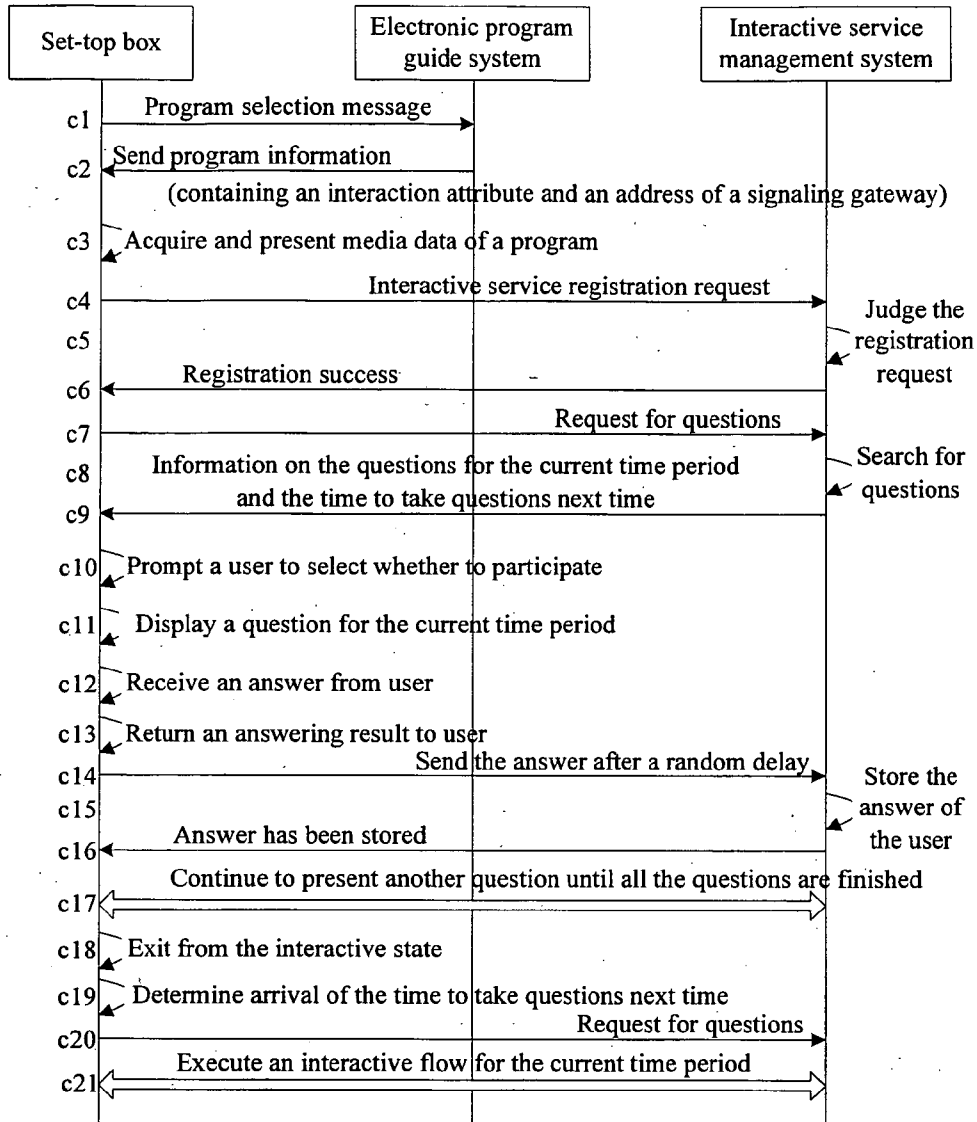 Set-top box
Electronic program
guide system
Interactive service
management system
c1
Program selection message
c2
Send program information
(containing an interaction attribute and an address of a signaling gateway)
c3
Acquire and present media data of a program
c4
Interactive service registration request
c5
Judge the
registration
request
c6
Registration success
c7
Request for questions
c8
Information on the questions for the current time period
and the time to take questions next time
Search for
questions
c9
c10
Prompt a user to select whether to participate
c11
Display a question for the current time period
c12
Receive an answer from user
c13
Return an answering result to user
c14
Send the answer after a random delay
c15
Store the
answer of
the user
c16
Answer has been stored
Continue to present another question until all the questions are finished
c17
c18
Exit from the interactive state
c19
Determine arrival of the time to take questions next time
c20
Request for questions
Execute an interactive flow for the current time period
c21